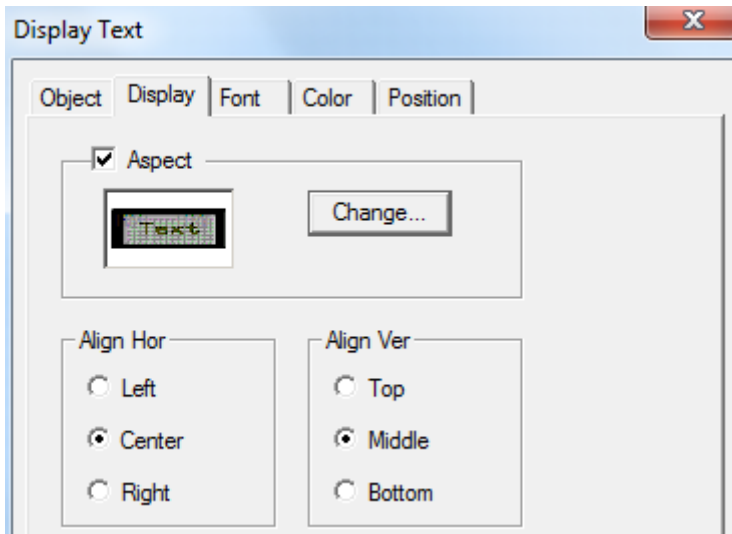 Display Text
Object Display Font Color Position
Aspect
Text Change...
Align Hor Align Ver
Left Top
Center Middle
Right Bottom